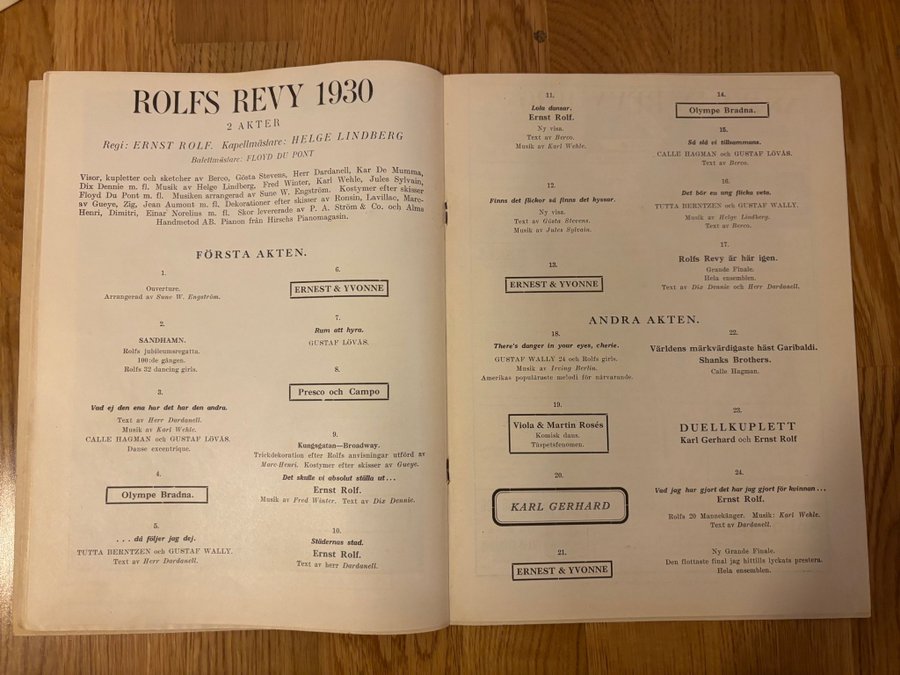 ROLFS REVY 1930
2 AKTER
Regi: ERNST ROLF. Kapellmästare: HELGE LINDBERG
Balettmästare: FLOYD DU PONT
Visor, kupletter och sketcher av Berco, Gösta Stevens, Herr Dardanell, Kar De Mumma,
Dix Dennie m. fl. Musik av Helge Lindberg, Fred Winter, Karl Wehle, Jules Sylvain,
Floyd Du Pont m. fl. Musiken arrangerad av Sune W. Engström. Kostymer efter skisser
av Gueye, Zig, Jean Aumont m. fl. Dekorationer efter skisser av Ronsin, Lavillac, Marc-
Henri, Dimitri, Einar Norelius m. fl. Skor levererade av P. A. Ström & Co. och Alms
Handmetod AB. Pianon från Hirschs Pianomagasin.
FÖRSTA AKTEN.
1.
Ouverture.
Arrangerad av Sune W. Engström.
2.
SANDHAMN.
Rolfs jubileumsregatta.
100:de gången.
Rolfs 32 dancing girls.
3.
Vad ej den ena har det har den andra.
Text av Herr Dardanell.
Musik av Karl Wehle.
CALLE HAGMAN och GUSTAF LÖVÅS.
Danse excentrique.
4.
Olympe Bradna.
5.
. . . då följer jag dej.
TUTTA BERNTZEN och GUSTAF WALLY.
Text av Herr Dardanell.
6.
ERNEST & YVONNE
7.
Rum att hyra.
GUSTAF LÖVÅS.
8.
Presco och Campo
9.
Kungsgatan—Broadway.
Trickdekoration efter Rolfs anvisningar utförd av
Marc-Henri. Kostymer efter skisser av Gueye.
Det skulle vi absolut ställa ut . . .
Ernst Rolf.
Musik av Fred Winter. Text av Dix Dennie.
10.
Städernas stad.
Ernst Rolf.
Text av herr Dardanell.
11.
Lola dansar.
Ernst Rolf.
Ny visa.
Text av Berco.
Musik av Karl Wehle.
12.
Finns det flickor så finns det kyssar.
Ny visa.
Text av Gösta Stevens.
Musik av Jules Sylvain.
13.
ERNEST & YVONNE
14.
Olympe Bradna.
15.
Så slå vi tillsammans.
CALLE HAGMAN och GUSTAF LÖVÅS.
Text av Berco.
16.
Det bör en ung flicka veta.
TUTTA BERNTZEN och GUSTAF WALLY.
Musik av Helge Lindberg.
Text av Berco.
17.
Rolfs Revy är här igen.
Grande Finale.
Hela ensemblen.
Text av Dix Dennie och Herr Dardanell.
ANDRA AKTEN.
18.
There's danger in your eyes, cherie.
GUSTAF WALLY 24 och Rolfs girls.
Musik av Irving Berlin.
Amerikas populäraste melodi för närvarande.
19.
Viola & Martin Rosés
Komisk dans.
Tåspetsfenomen.
20.
KARL GERHARD
21.
ERNEST & YVONNE
22.
Världens märkvärdigaste häst Garibaldi.
Shanks Brothers.
Calle Hagman.
23.
DUELLKUPLETT
Karl Gerhard och Ernst Rolf
24.
Vad jag har gjort det har jag gjort för kvinnan . . .
Ernst Rolf.
Rolfs 20 Mannekänger. Musik: Karl Wehle.
Text av Dardanell.
Ny Grande Finale.
Den flottaste final jag hittills lyckats prestera.
Hela ensemblen.